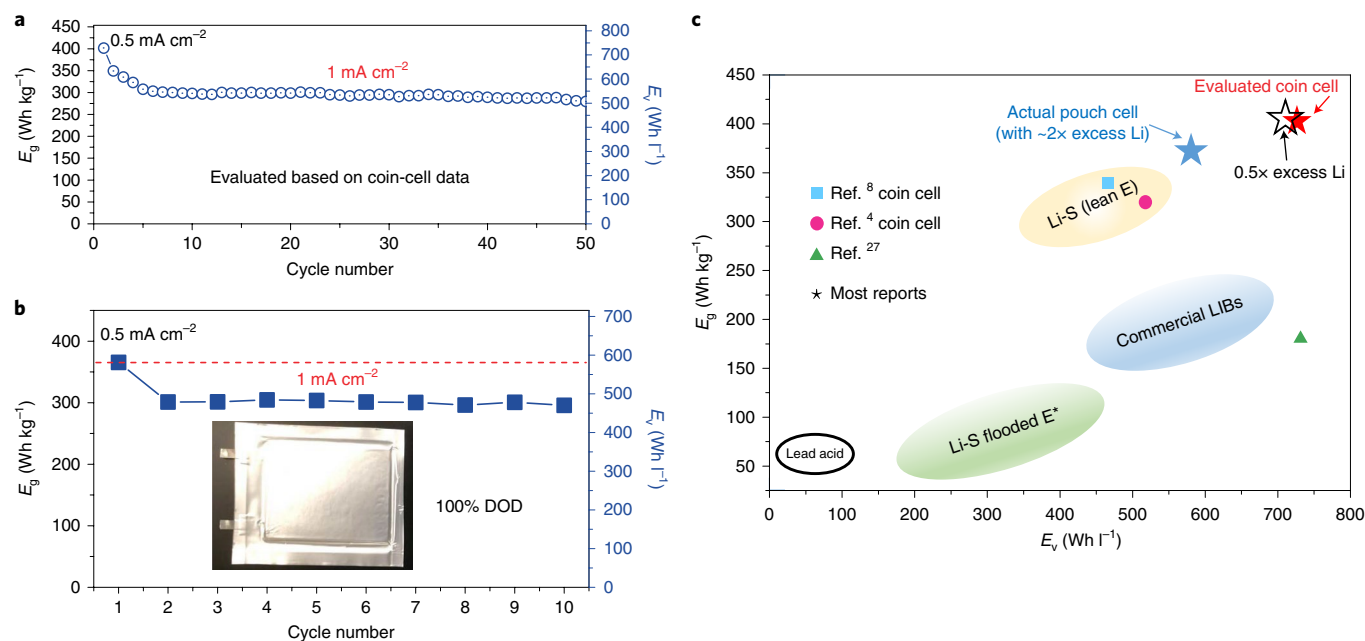 a
450
400
350
300
250
200
150
100
50
0
E_g (Wh kg⁻¹)
0.5 mA cm⁻²
1 mA cm⁻²
Evaluated based on coin-cell data
800
700
600
500
400
300
200
100
0
E_v (Wh l⁻¹)
0 10 20 30 40 50
Cycle number
b
400
300
200
100
0
E_g (Wh kg⁻¹)
0.5 mA cm⁻²
1 mA cm⁻²
100% DOD
700
600
500
400
300
200
100
0
E_v (Wh l⁻¹)
1 2 3 4 5 6 7 8 9 10
Cycle number
c
450
400
350
300
250
200
150
100
50
E_g (Wh kg⁻¹)
Evaluated coin cell
Actual pouch cell
(with ~2× excess Li)
0.5× excess Li
Ref. ⁸ coin cell
Ref. ⁴ coin cell
Ref. ²⁷
Most reports
Li-S (lean E)
Commercial LIBs
Li-S flooded E*
Lead acid
0 100 200 300 400 500 600 700 800
E_v (Wh l⁻¹)